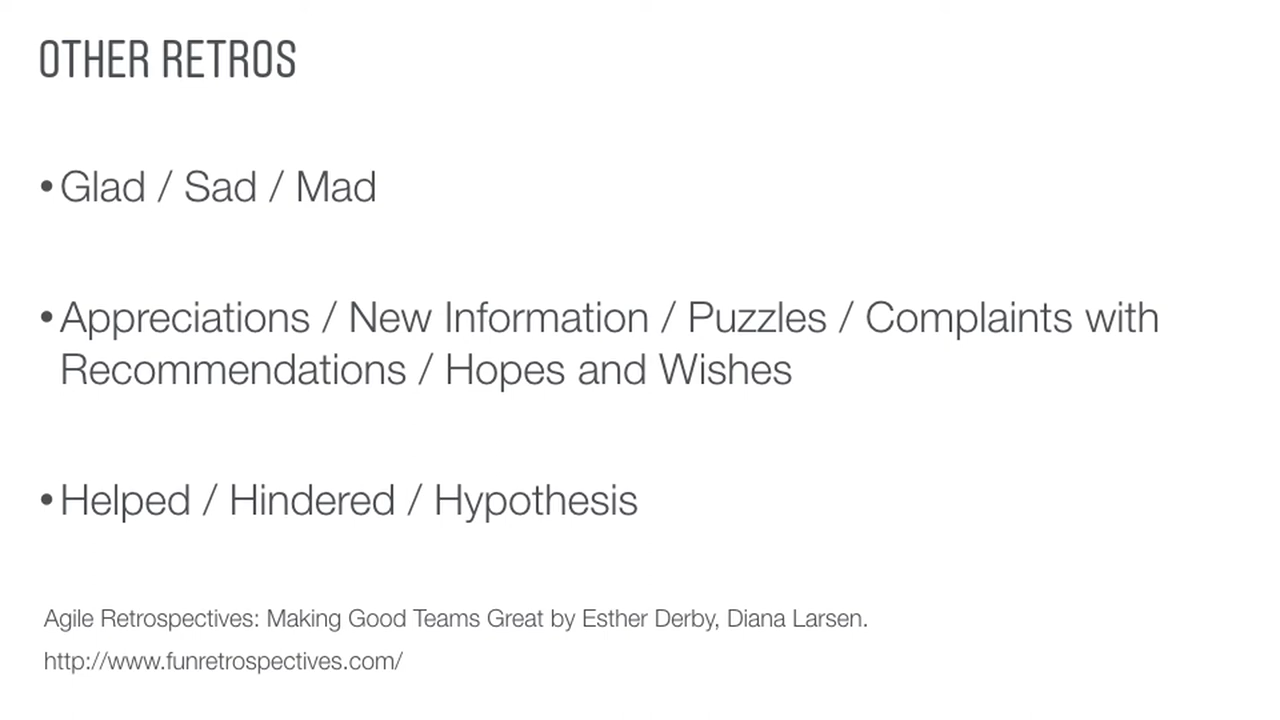 OTHER RETROS
•Glad / Sad / Mad
•Appreciations / New Information / Puzzles / Complaints with
Recommendations / Hopes and Wishes
•Helped / Hindered / Hypothesis
Agile Retrospectives: Making Good Teams Great by Esther Derby, Diana Larsen.
http://www.funretrospectives.com/